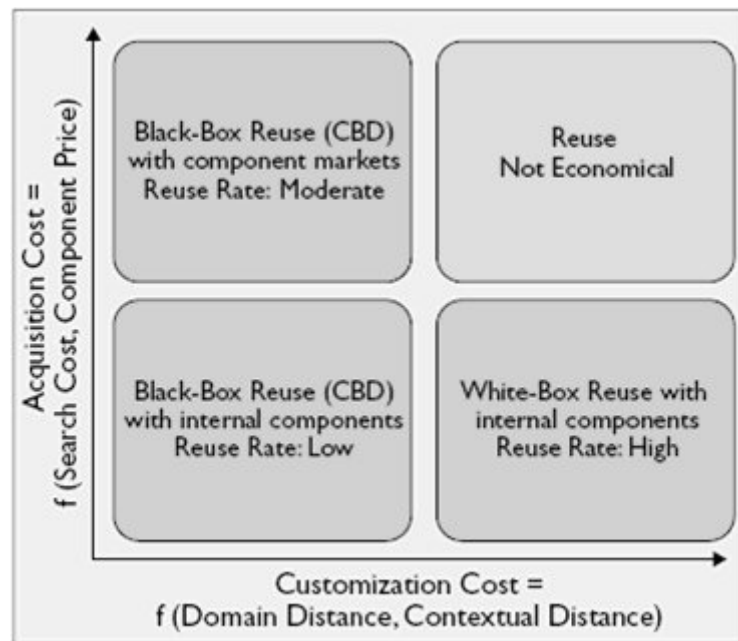 Acquisition Cost =
f (Search Cost, Component Price)
Black-Box Reuse (CBD)
with component markets
Reuse Rate: Moderate
Reuse
Not Economical
Black-Box Reuse (CBD)
with internal components
Reuse Rate: Low
White-Box Reuse with
internal components
Reuse Rate: High
Customization Cost =
f (Domain Distance, Contextual Distance)